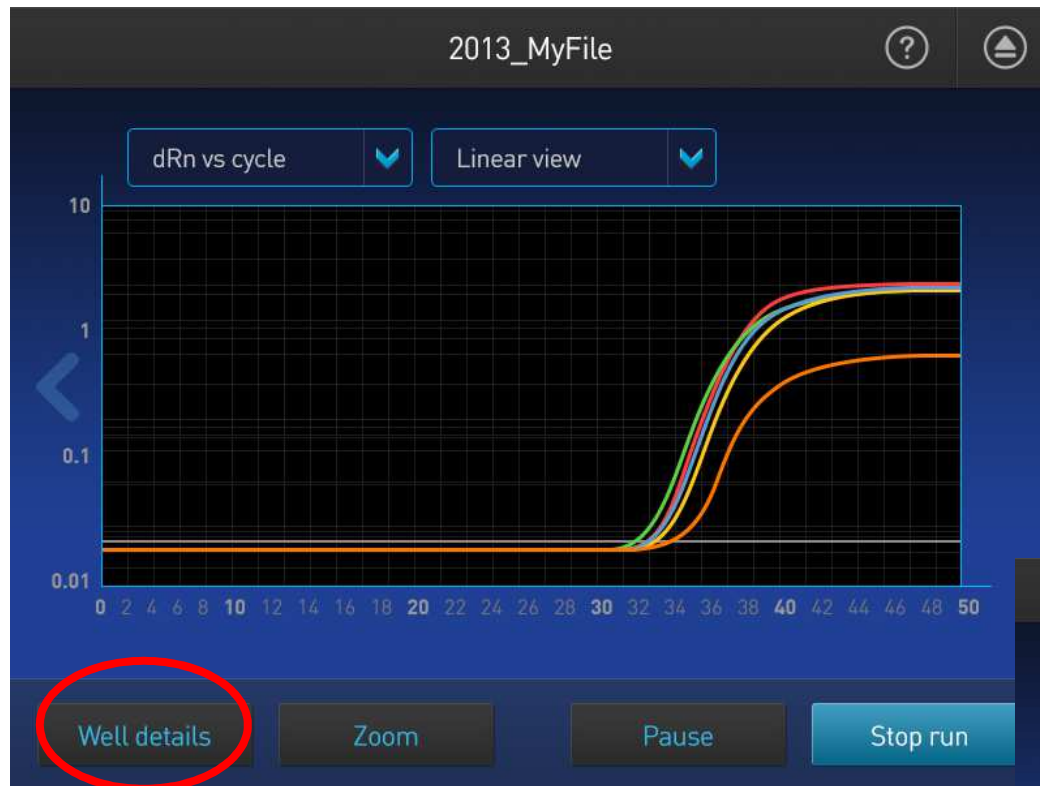 2013_MyFile ?
dRn vs cycle Linear view
10
1
0.1
0.01
0 2 4 6 8 10 12 14 16 18 20 22 24 26 28 30 32 34 36 38 40 42 44 46 48 50
Well details Zoom Pause Stop run